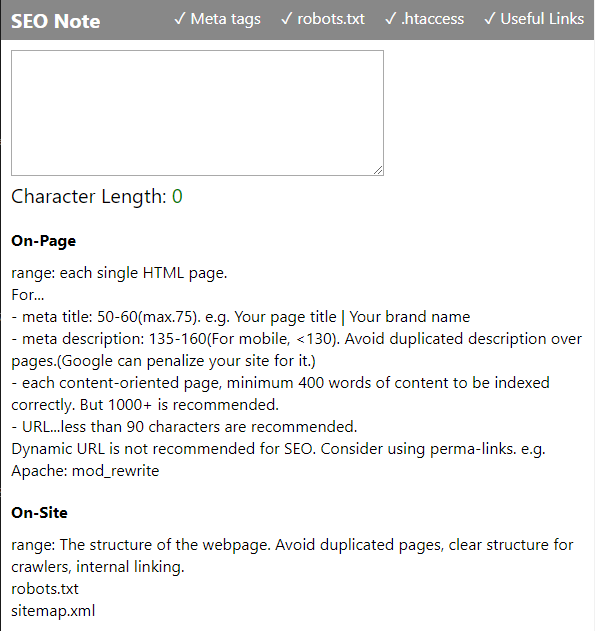 SEO Note ✓ Meta tags ✓ robots.txt ✓ .htaccess ✓ Useful Links
Character Length: 0
On-Page
range: each single HTML page.
For...
- meta title: 50-60(max.75). e.g. Your page title | Your brand name
- meta description: 135-160(For mobile, <130). Avoid duplicated description over
pages.(Google can penalize your site for it.)
- each content-oriented page, minimum 400 words of content to be indexed
correctly. But 1000+ is recommended.
- URL...less than 90 characters are recommended.
Dynamic URL is not recommended for SEO. Consider using perma-links. e.g.
Apache: mod_rewrite
On-Site
range: The structure of the webpage. Avoid duplicated pages, clear structure for
crawlers, internal linking.
robots.txt
sitemap.xml